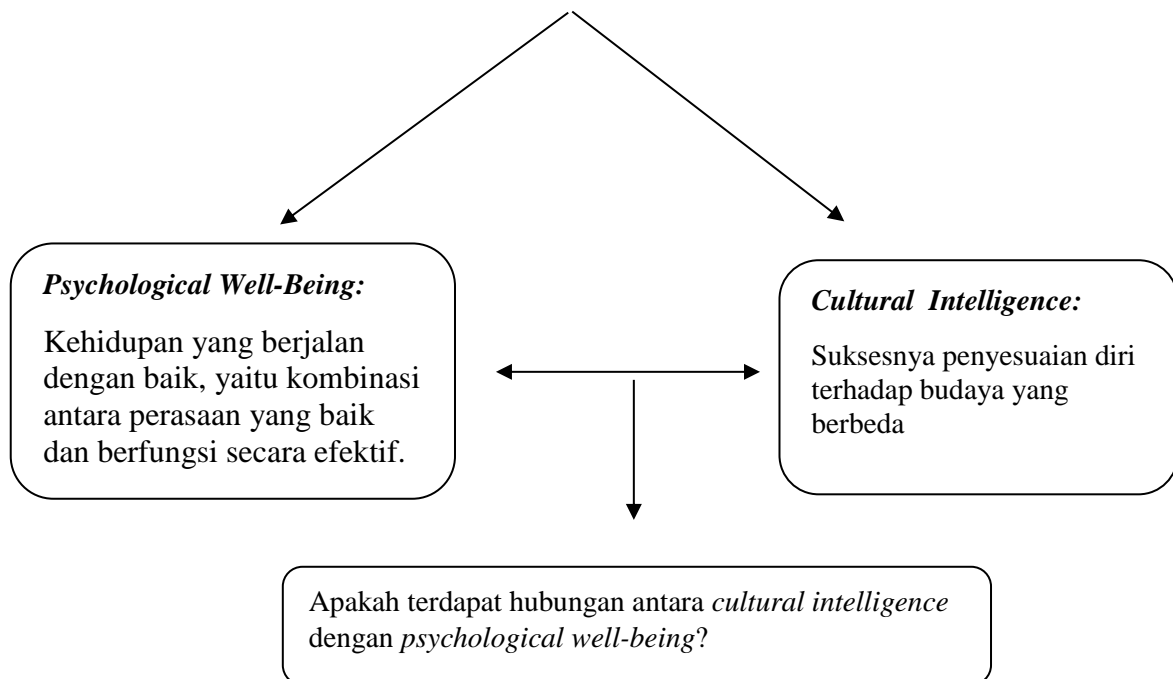 Psychological Well-Being:
Kehidupan yang berjalan
dengan baik, yaitu kombinasi
antara perasaan yang baik
dan berfungsi secara efektif.
Cultural Intelligence:
Suksesnya penyesuaian diri
terhadap budaya yang
berbeda
Apakah terdapat hubungan antara cultural intelligence
dengan psychological well-being?